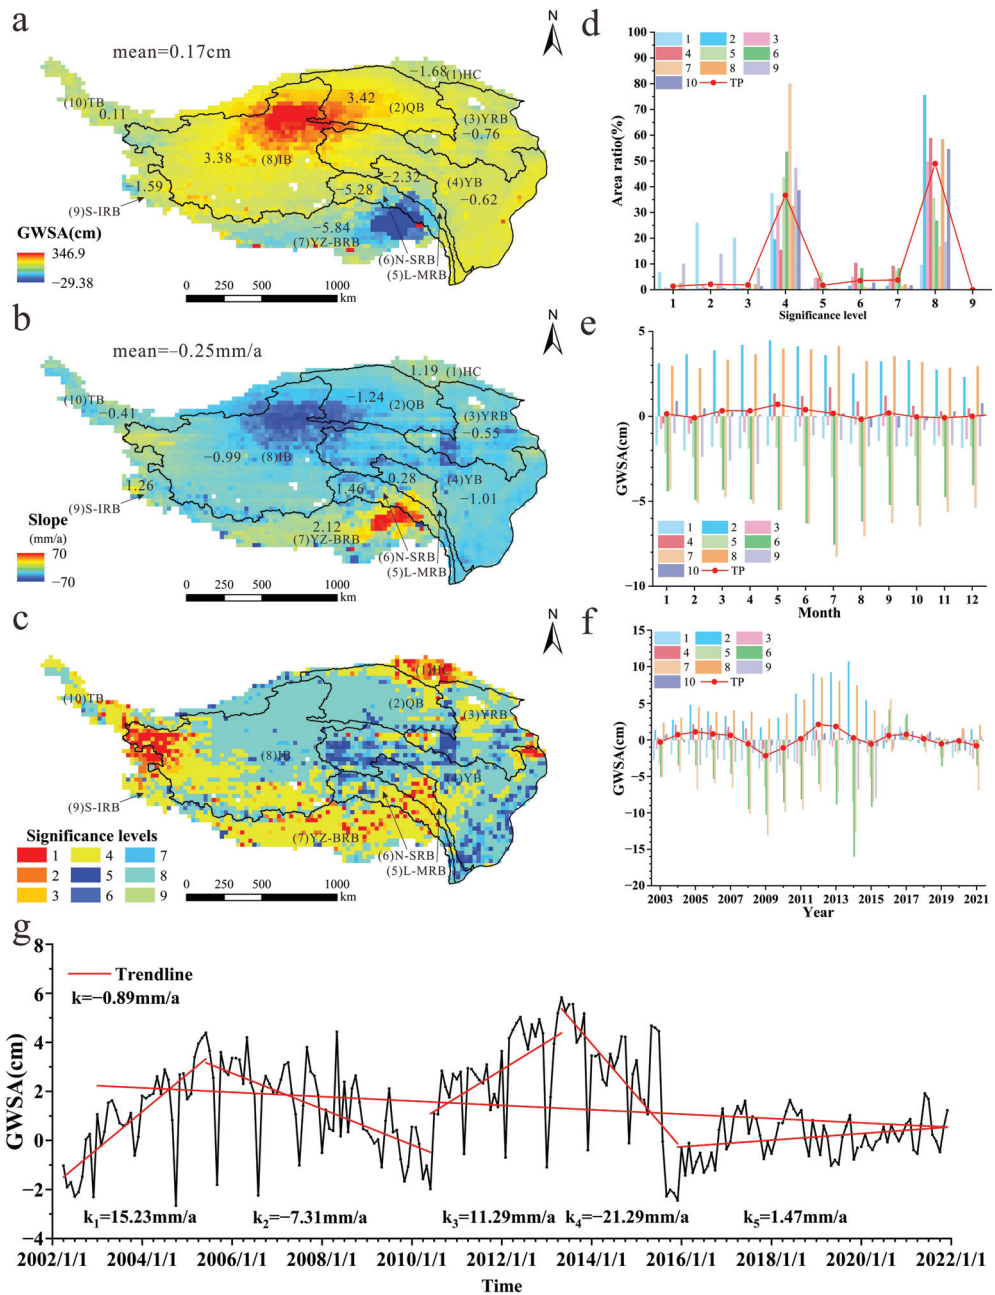 a
mean=0.17cm
N
−1.68
(1)HC
(10)TB
0.11
3.42
(2)QB
(3)YRB
−0.76
3.38
(8)IB
−2.32
(4)YB
−1.59
−5.28
−0.62
(9)S-IRB
−5.84
(7)YZ-BRB
(6)N-SRB
(5)L-MRB
GWSA(cm)
346.9
−29.38
0 250 500 1000
km
b
mean=−0.25mm/a
N
1.19
(1)HC
(10)TB
−0.41
−1.24
(2)QB
(3)YRB
−0.55
−0.99
(8)IB
0.28
(4)YB
1.26
1.46
−1.01
(9)S-IRB
2.12
(7)YZ-BRB
(6)N-SRB
(5)L-MRB
Slope
(mm/a)
70
−70
0 250 500 1000
km
c
N
(1)HC
(10)TB
(2)QB
(3)YRB
(8)IB
(4)YB
(9)S-IRB
(7)YZ-BRB
(6)N-SRB
(5)L-MRB
Significance levels
1 4 7
2 5 8
3 6 9
0 250 500 1000
km
d
1 2 3
4 5 6
7 8 9
10 TP
100
90
80
70
60
50
40
30
20
10
0
Area ratio(%)
1 2 3 4 5 6 7 8 9
Significance level
e
5
0
−5
−10
GWSA(cm)
1 2 3
4 5 6
7 8 9
10 TP
1 2 3 4 5 6 7 8 9 10 11 12
Month
f
15
10
5
0
−5
−10
−15
−20
GWSA(cm)
1 2 3
4 5 6
7 8 9
10 TP
2003 2005 2007 2009 2011 2013 2015 2017 2019 2021
Year
g
8
6
4
2
0
−2
−4
GWSA(cm)
Trendline
k=−0.89mm/a
k1=15.23mm/a k2=−7.31mm/a k3=11.29mm/a k4=−21.29mm/a k5=1.47mm/a
2002/1/1 2004/1/1 2006/1/1 2008/1/1 2010/1/1 2012/1/1 2014/1/1 2016/1/1 2018/1/1 2020/1/1 2022/1/1
Time